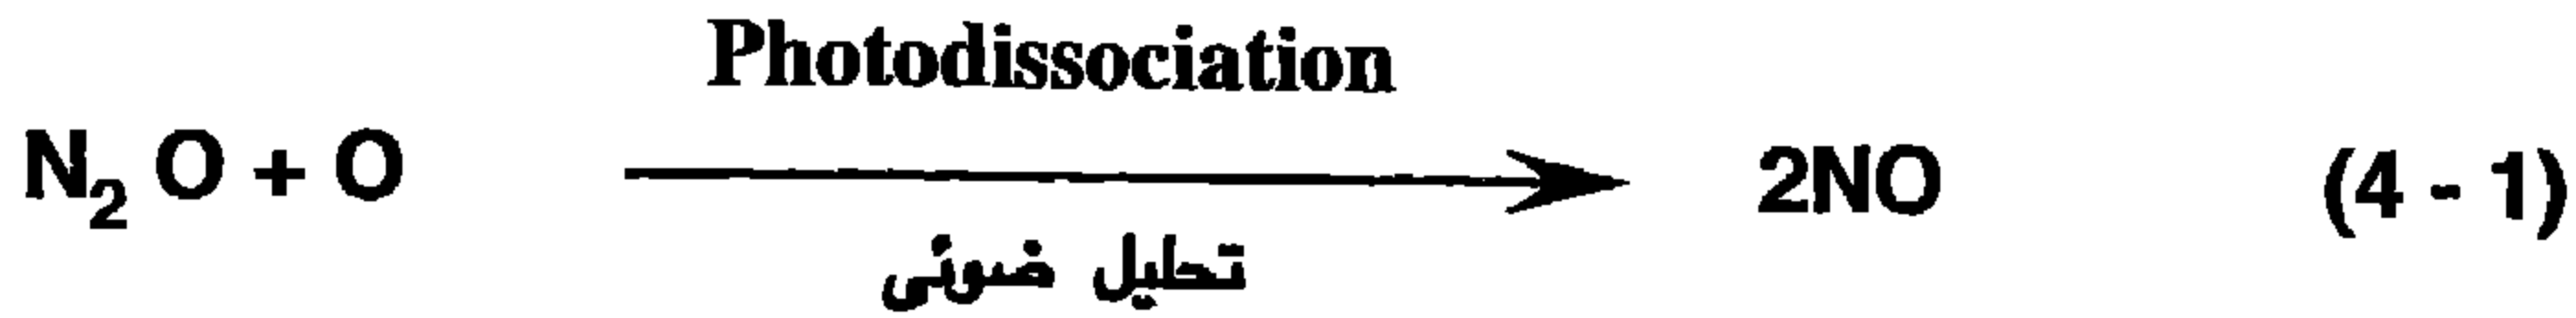 Photodissociation
N₂ O + O ⟶ 2NO (4 - 1)
تحليل ضوئى